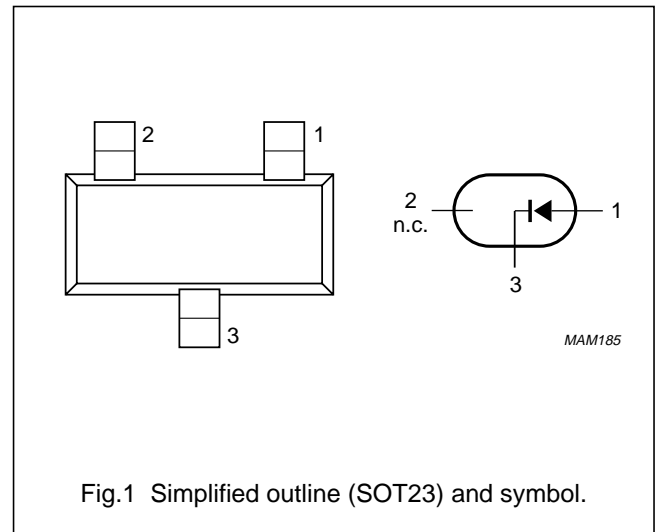 2
1
3
2
n.c.
1
3
MAM185
Fig.1 Simplified outline (SOT23) and symbol.